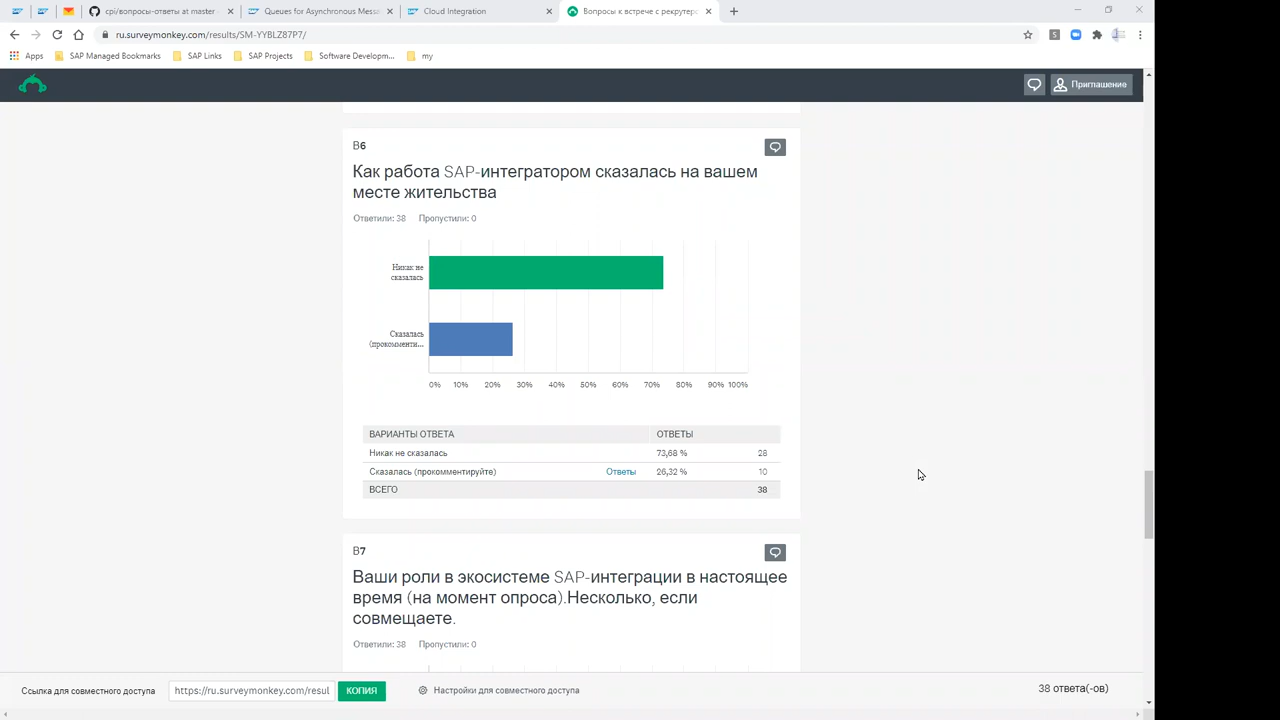 cpi/вопросы-ответы at master
Queues for Asynchronous Messa
Cloud Integration
Вопросы к встрече с рекрутеро
ru.surveymonkey.com/results/SM-YYBLZ87P7/
Apps
SAP Managed Bookmarks
SAP Links
SAP Projects
Software Developm...
my
Приглашение
В6
Как работа SAP-интегратором сказалась на вашем
месте жительства
Ответили: 38 Пропустили: 0
Никак не
сказалась
Сказалась
(прокомменти...
0% 10% 20% 30% 40% 50% 60% 70% 80% 90% 100%
ВАРИАНТЫ ОТВЕТА ОТВЕТЫ
Никак не сказалась 73,68 % 28
Сказалась (прокомментируйте) Ответы 26,32 % 10
ВСЕГО 38
В7
Ваши роли в экосистеме SAP-интеграции в настоящее
время (на момент опроса).Несколько, если
совмещаете.
Ответили: 38 Пропустили: 0
Ссылка для совместного доступа https://ru.surveymonkey.com/resul КОПИЯ Настройки для совместного доступа 38 ответа(-ов)